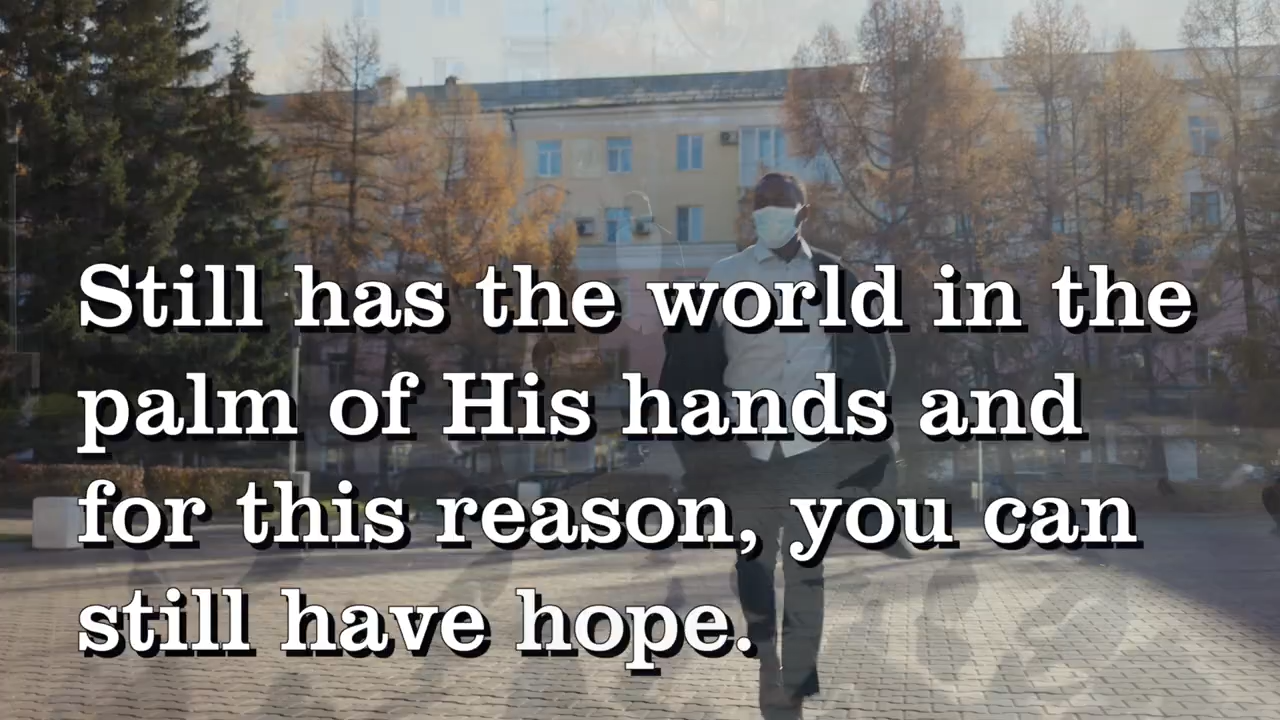 Still has the world in the
palm of His hands and
for this reason, you can
still have hope.